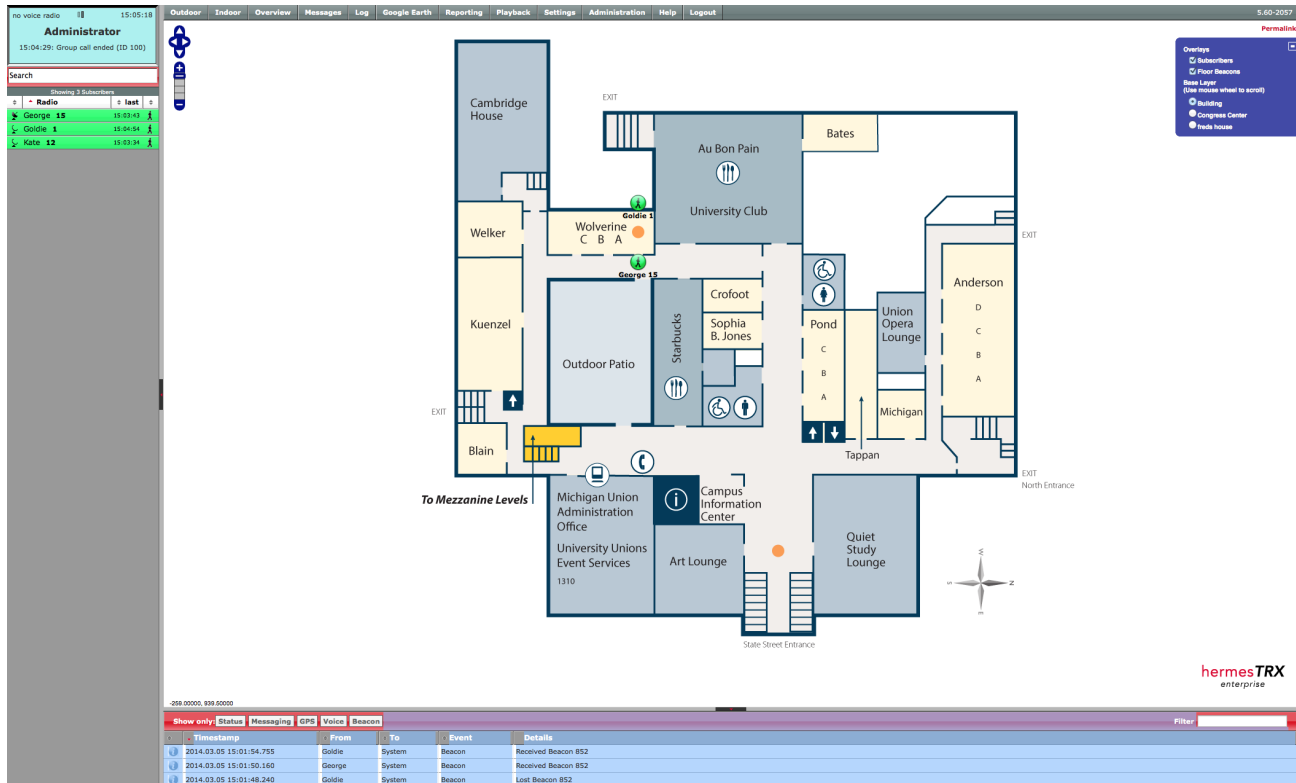 no voice radio 15:05:18
Administrator
15:04:29: Group call ended (ID 100)
Search
Showing 3 Subscribers
Radio last
George 15 15:03:43
Goldie 1 15:04:54
Kate 12 15:03:34
Outdoor Indoor Overview Messages Log Google Earth Reporting Playback Settings Administration Help Logout 5.60-2057
Permalink
Overlays
Subscribers
Floor Beacons
Base Layer
(Use mouse wheel to scroll)
Building
Congress Center
freds house
Cambridge
House
EXIT
Au Bon Pain
University Club
Bates
Goldie 1
Welker
Wolverine
C B A
George 15
EXIT
Kuenzel
Outdoor Patio
Starbucks
Crofoot
Sophia
B. Jones
Pond
C
B
A
Union
Opera
Lounge
Anderson
D
C
B
A
Michigan
Tappan
EXIT
Blain
To Mezzanine Levels
EXIT
North Entrance
Michigan Union
Administration
Office
University Unions
Event Services
1310
i
Campus
Information
Center
Art Lounge
Quiet
Study
Lounge
State Street Entrance
W
S N
E
hermesTRX
enterprise
-259.00000, 939.50000
Show only: Status Messaging GPS Voice Beacon Filter
Timestamp From To Event Details
2014.03.05 15:01:54.755 Goldie System Beacon Received Beacon 852
2014.03.05 15:01:50.160 George System Beacon Received Beacon 852
2014.03.05 15:01:48.240 Goldie System Beacon Lost Beacon 852